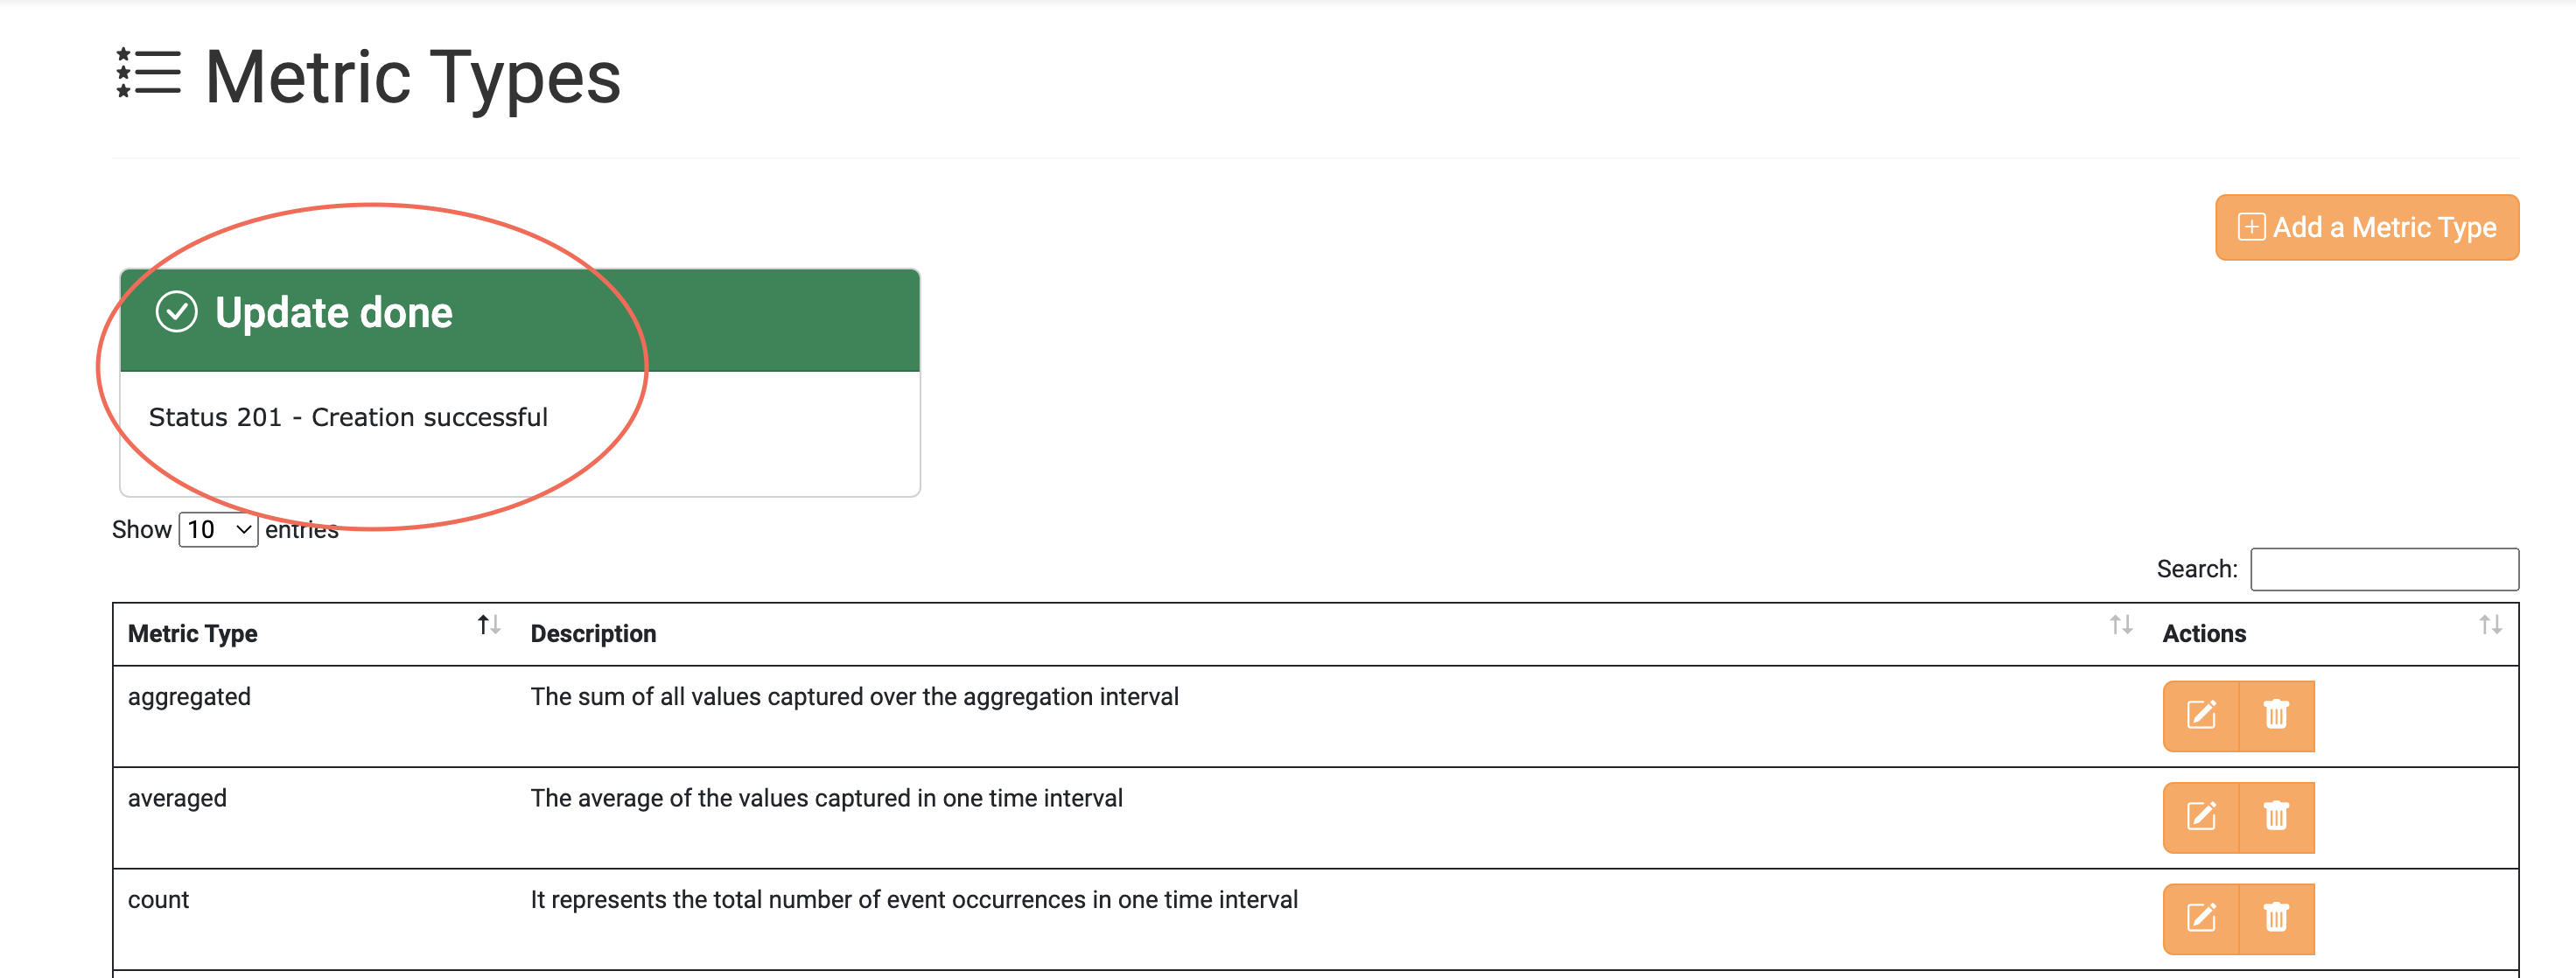 Metric Types
Add a Metric Type
Update done
Status 201 - Creation successful
Show 10 entries
Search:
Metric Type Description Actions
aggregated The sum of all values captured over the aggregation interval
averaged The average of the values captured in one time interval
count It represents the total number of event occurrences in one time interval